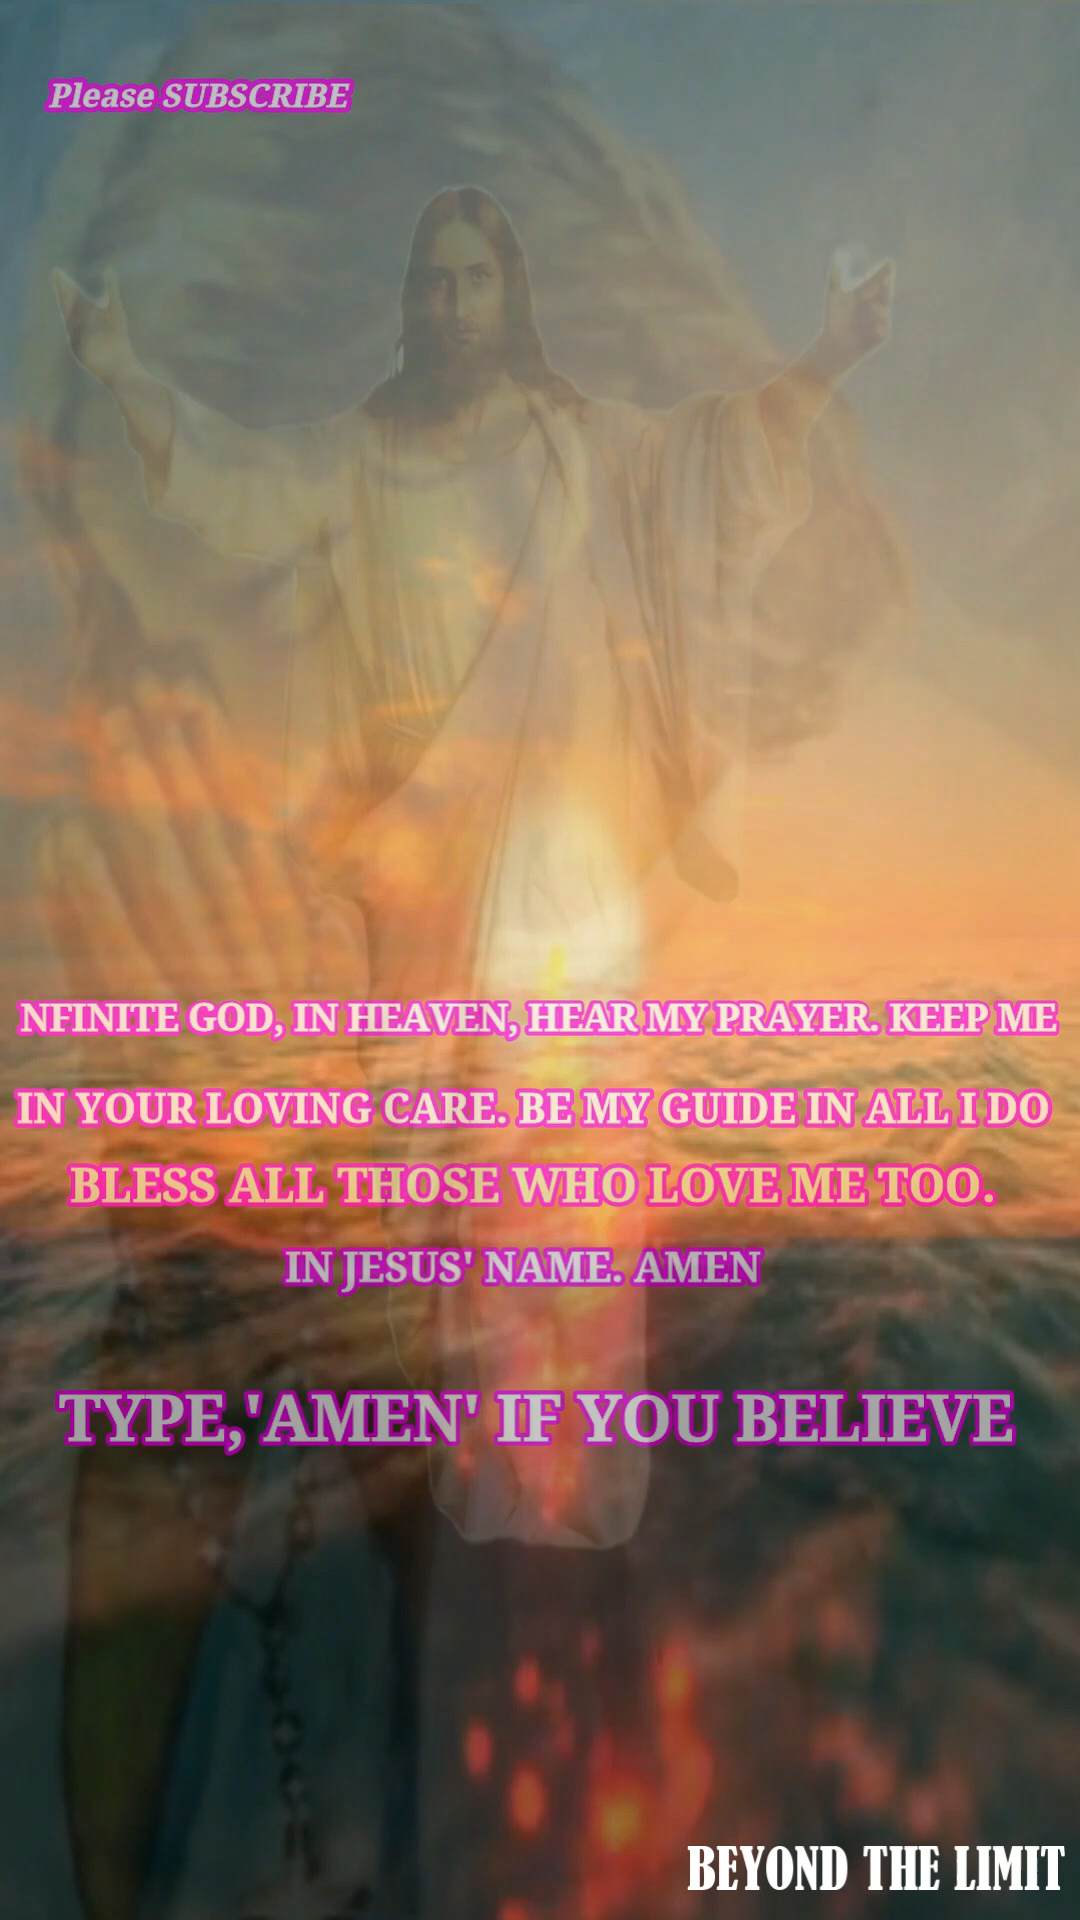 Please SUBSCRIBE
NFINITE GOD, IN HEAVEN, HEAR MY PRAYER. KEEP ME
IN YOUR LOVING CARE. BE MY GUIDE IN ALL I DO
BLESS ALL THOSE WHO LOVE ME TOO.
IN JESUS' NAME. AMEN
TYPE,'AMEN' IF YOU BELIEVE
BEYOND THE LIMIT